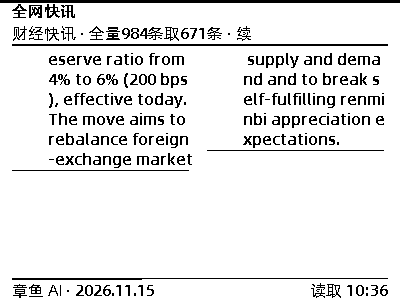 全网快讯
财经快讯 · 全量984条取671条 · 续
eserve ratio from
4% to 6% (200 bps
), effective today.
The move aims to
rebalance foreign
-exchange market
supply and dema
nd and to break s
elf-fulfilling renmi
nbi appreciation e
xpectations.
章鱼 AI · 2026.11.15
读取 10:36